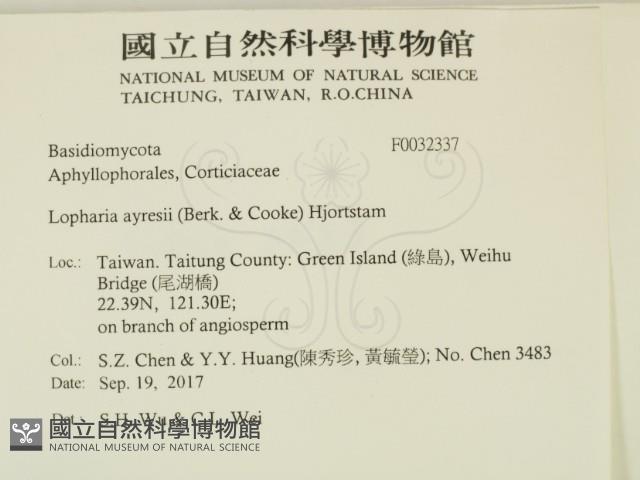 國立自然科學博物館
NATIONAL MUSEUM OF NATURAL SCIENCE
TAICHUNG, TAIWAN, R.O.CHINA
Basidiomycota F0032337
Aphyllophorales, Corticiaceae
Lopharia ayresii (Berk. & Cooke) Hjortstam
Loc.: Taiwan. Taitung County: Green Island (綠島), Weihu
Bridge (尾湖橋)
22.39N, 121.30E;
on branch of angiosperm
Col.: S.Z. Chen & Y.Y. Huang(陳秀珍, 黃毓瑩); No. Chen 3483
Date: Sep. 19, 2017
Det.: S.H. Wu & C.L. Wei
國立自然科學博物館
NATIONAL MUSEUM OF NATURAL SCIENCE